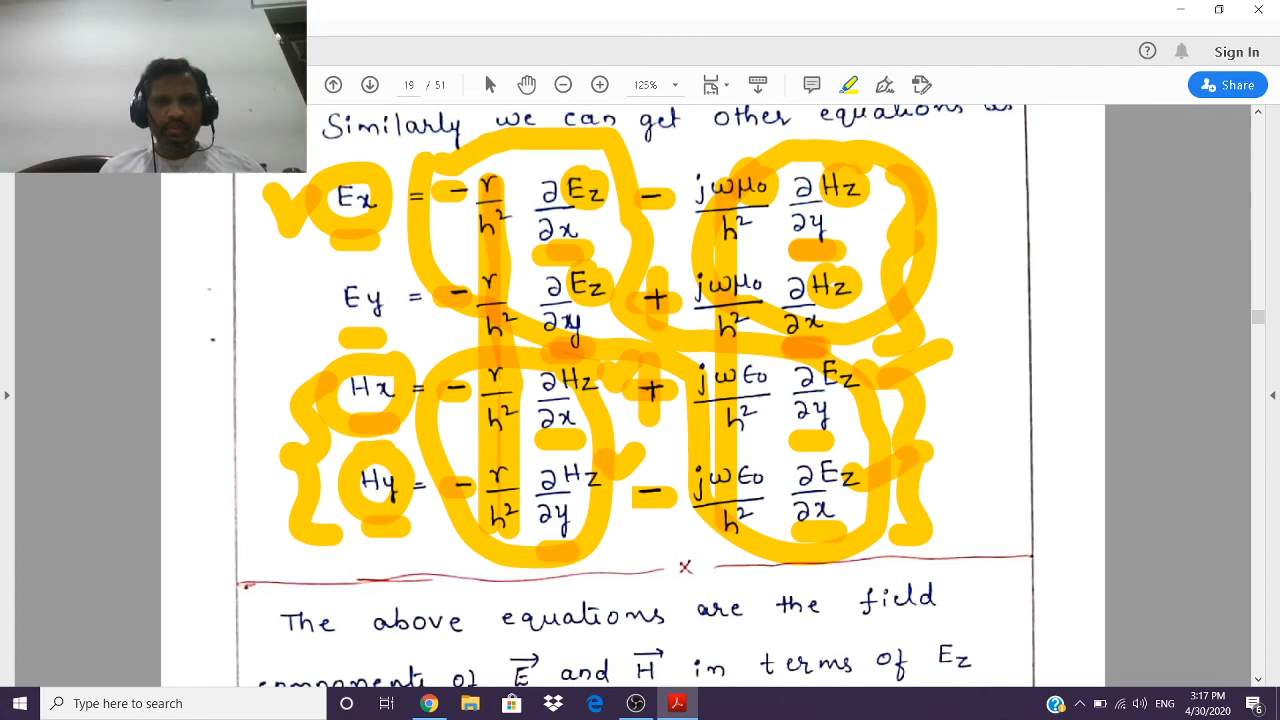 Sign In
19 / 51
125%
Share
Similarly we can get other equations as
Ex = - r/h² ∂Ez/∂x - jωμ₀/h² ∂Hz/∂y
Ey = - r/h² ∂Ez/∂y + jωμ₀/h² ∂Hz/∂x
Hx = - r/h² ∂Hz/∂x + jωε₀/h² ∂Ez/∂y
Hy = - r/h² ∂Hz/∂y - jωε₀/h² ∂Ez/∂x
x
The above equations are the field
components of E⃗ and H⃗ in terms of Ez
Type here to search
ENG
3:17 PM
4/30/2020
6